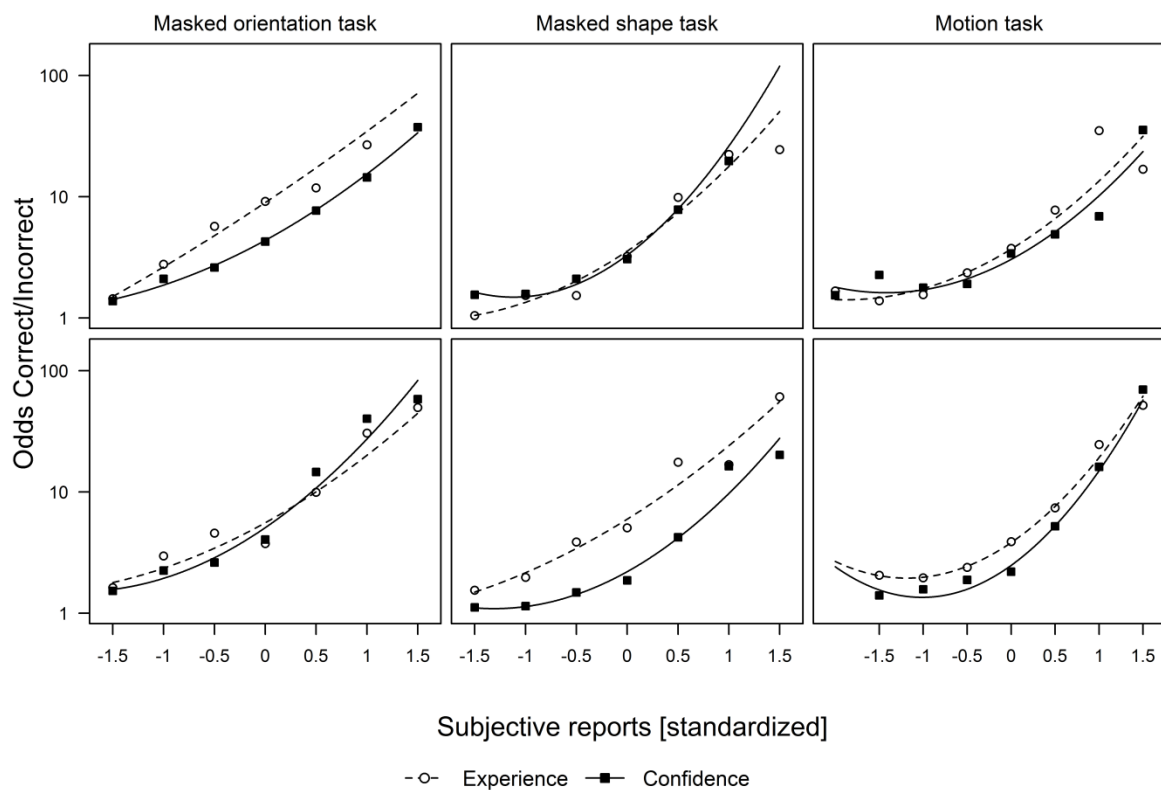 Masked orientation task Masked shape task Motion task
100
10
1
100
10
1
Odds Correct/Incorrect
-1.5 -1 -0.5 0 0.5 1 1.5 -1.5 -1 -0.5 0 0.5 1 1.5 -1.5 -1 -0.5 0 0.5 1 1.5
Subjective reports [standardized]
Experience Confidence